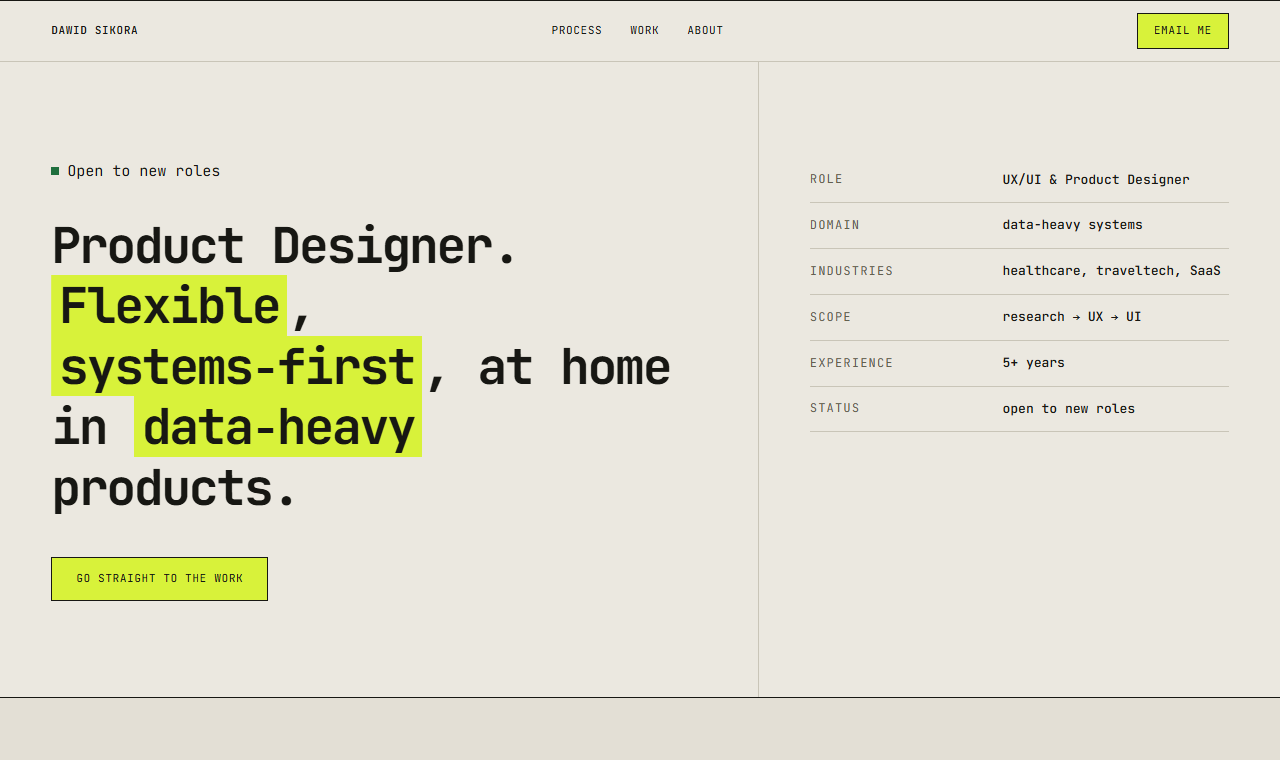 DAWID SIKORA
PROCESS WORK ABOUT
EMAIL ME
Open to new roles
Product Designer.
Flexible,
systems-first, at home
in data-heavy
products.
GO STRAIGHT TO THE WORK
ROLE UX/UI & Product Designer
DOMAIN data-heavy systems
INDUSTRIES healthcare, traveltech, SaaS
SCOPE research → UX → UI
EXPERIENCE 5+ years
STATUS open to new roles